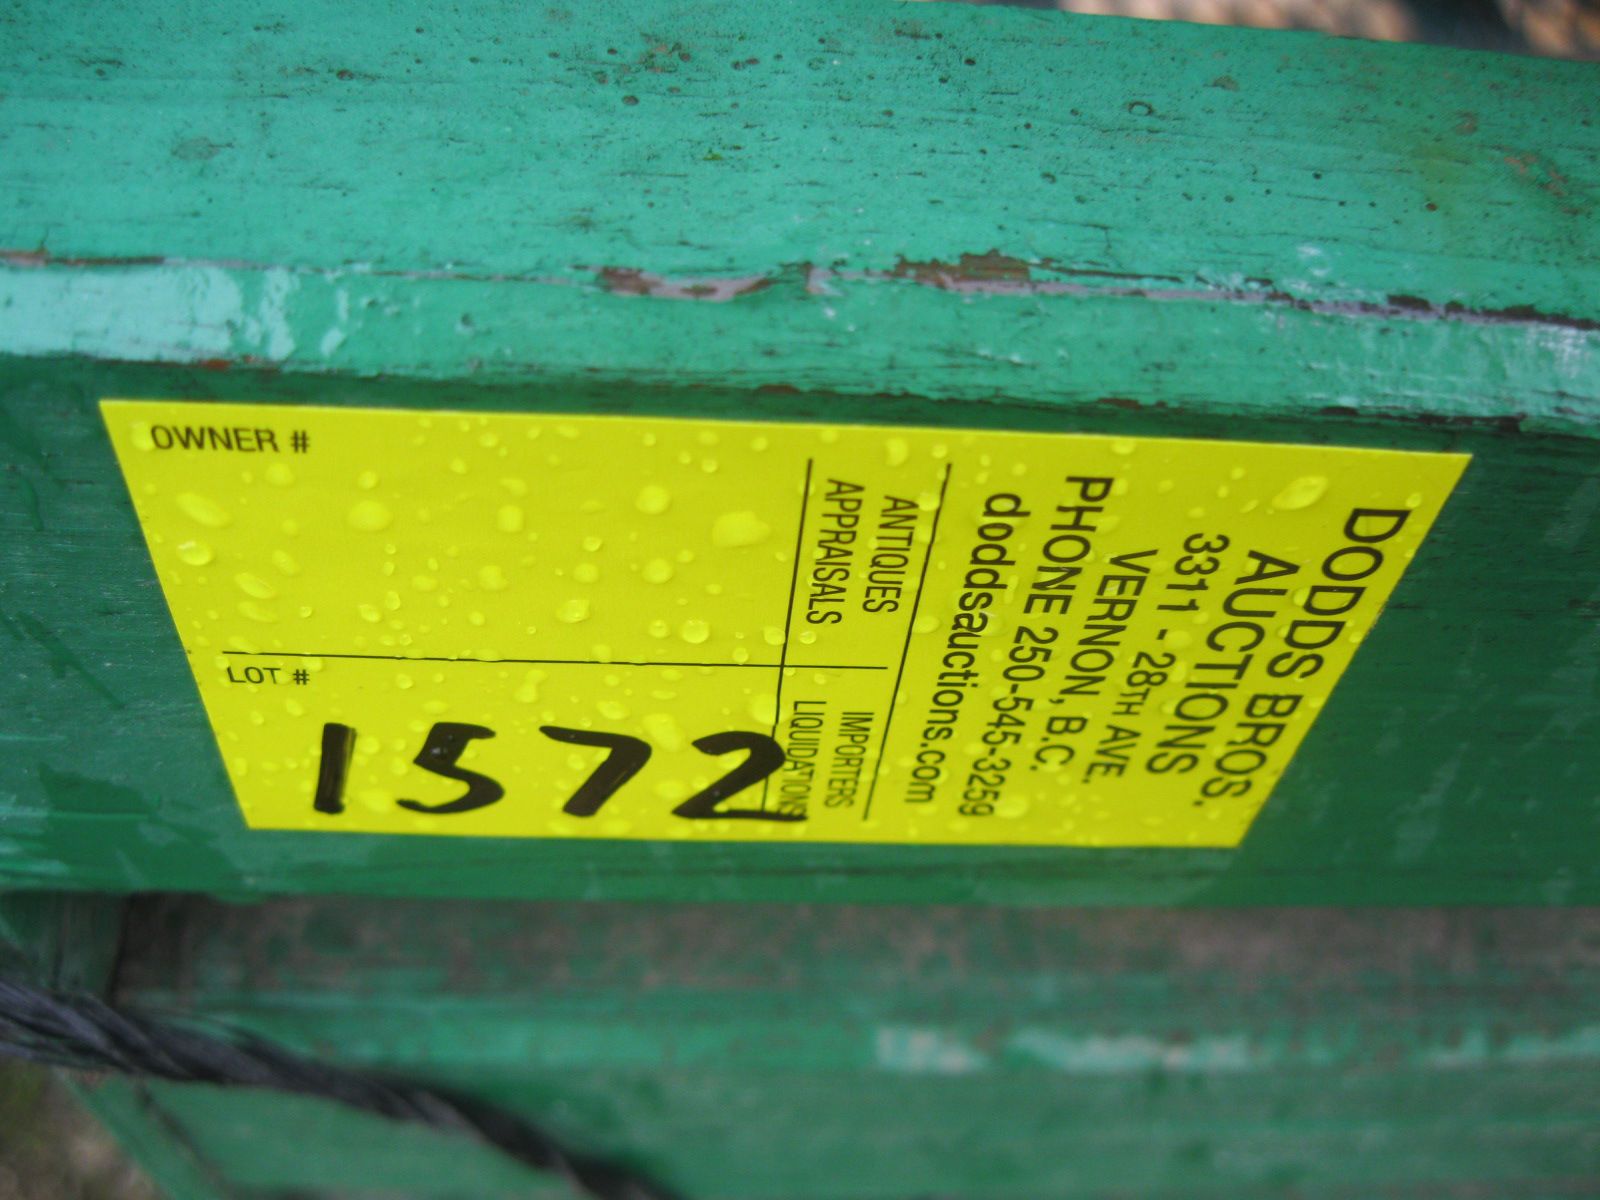 DODDS BROS.
AUCTIONS
3311 - 28TH AVE.
VERNON, B.C.
PHONE 250-545-3259
doddsauctions.com
ANTIQUES IMPORTERS
APPRAISALS LIQUIDATIONS
OWNER #
LOT #
1572